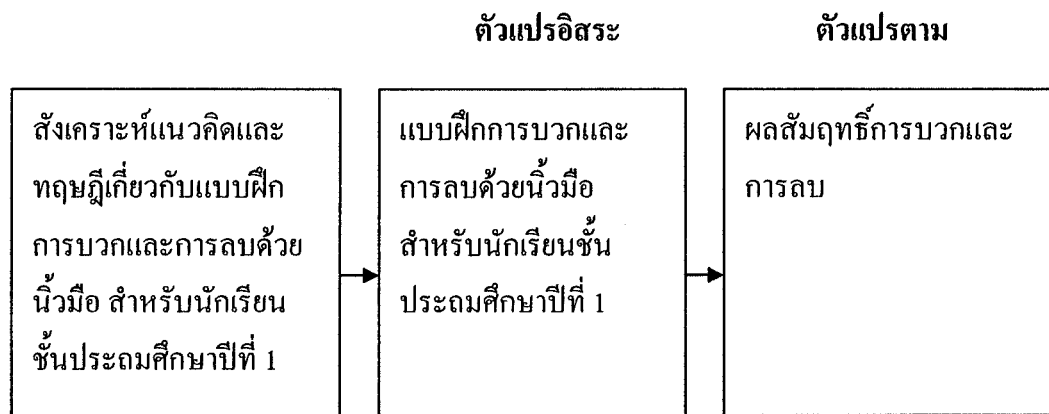 ตัวแปรอิสระ
ตัวแปรตาม
สังเคราะห์แนวคิดและ
ทฤษฎีเกี่ยวกับแบบฝึก
การบวกและการลบด้วย
นิ้วมือ สำหรับนักเรียน
ชั้นประถมศึกษาปีที่ 1
แบบฝึกการบวกและ
การลบด้วยนิ้วมือ
สำหรับนักเรียนชั้น
ประถมศึกษาปีที่ 1
ผลสัมฤทธิ์การบวกและ
การลบ